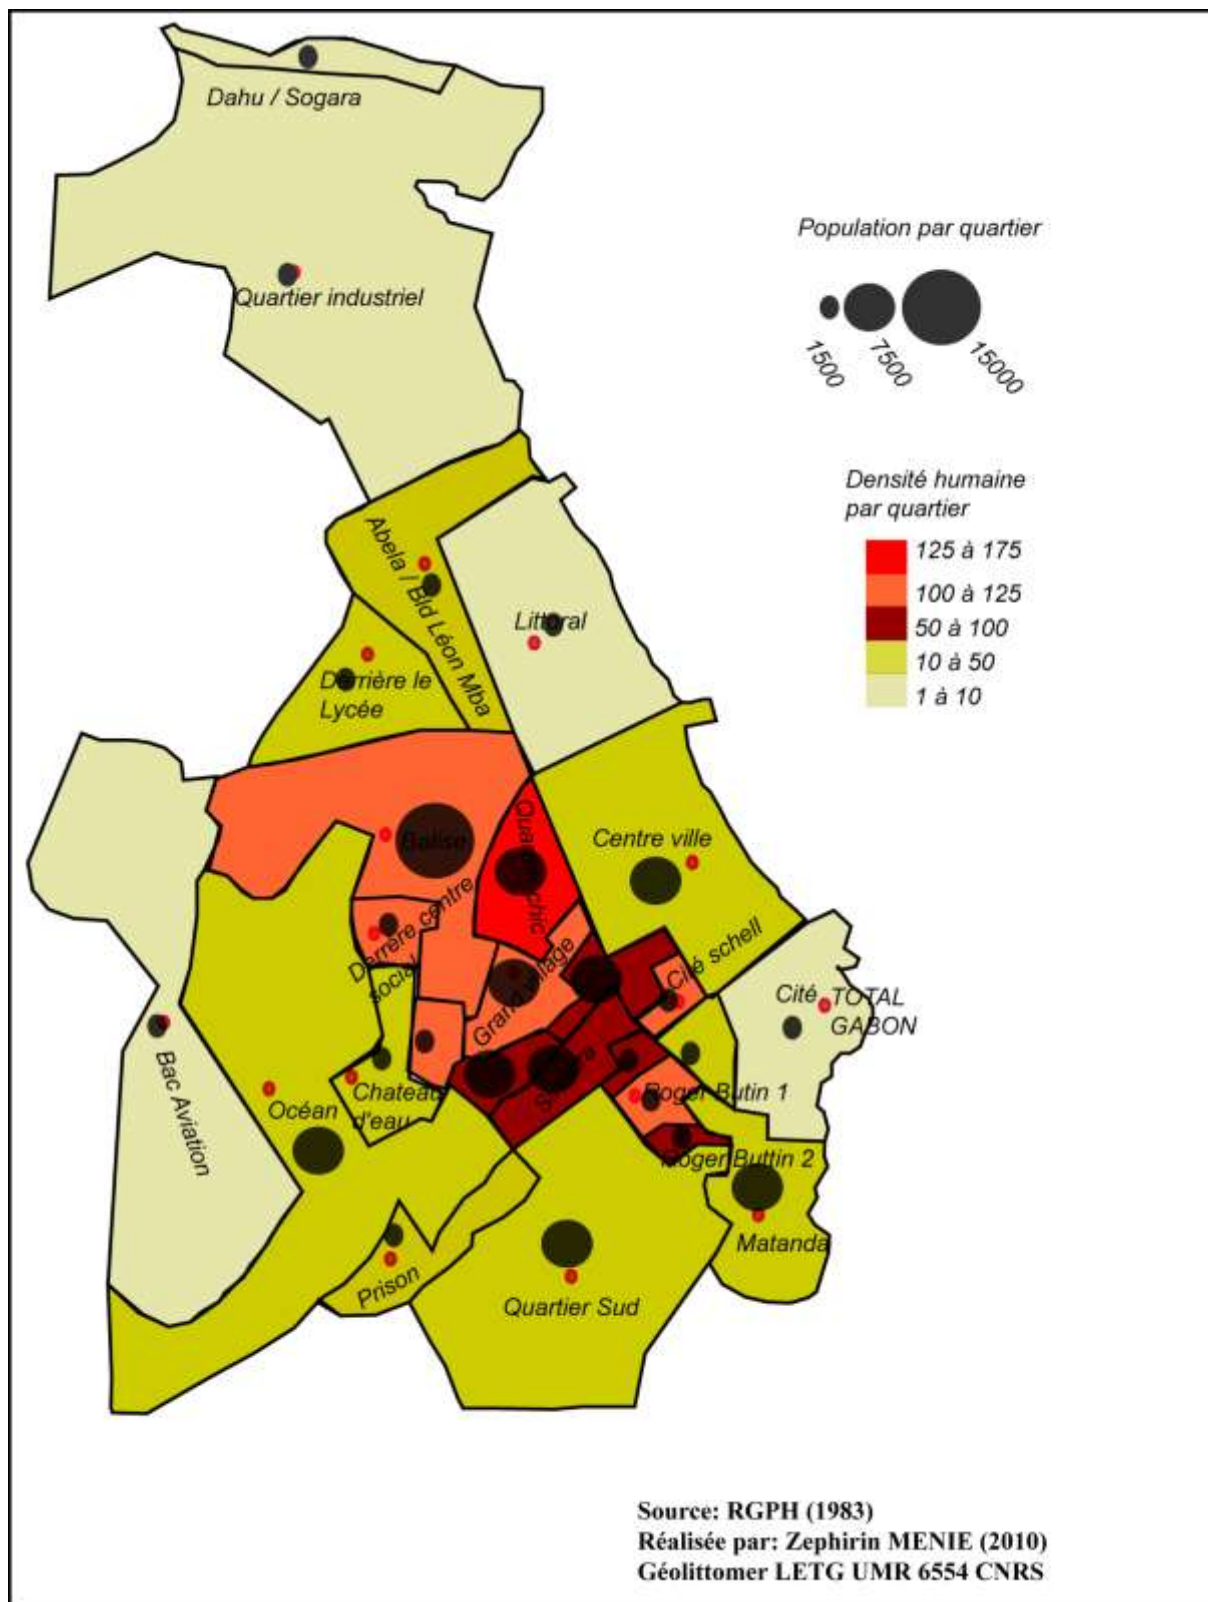 Dahu / Sogara
Quartier industriel
Population par quartier
1500
7500
15000
Densité humaine
par quartier
125 à 175
100 à 125
50 à 100
10 à 50
1 à 10
Abela / Bld Léon Mba
Littoral
Derrière le
Lycée
Balise
chic
Centre ville
Derrère centre
social
Grand village
Cité schell
Cité TOTAL
GABON
Bac Aviation
Océan
Chateau
d'eau
Roger Butin 1
Roger Buttin 2
Matanda
Prison
Quartier Sud
Source: RGPH (1983)
Réalisée par: Zephirin MENIE (2010)
Géolittomer LETG UMR 6554 CNRS